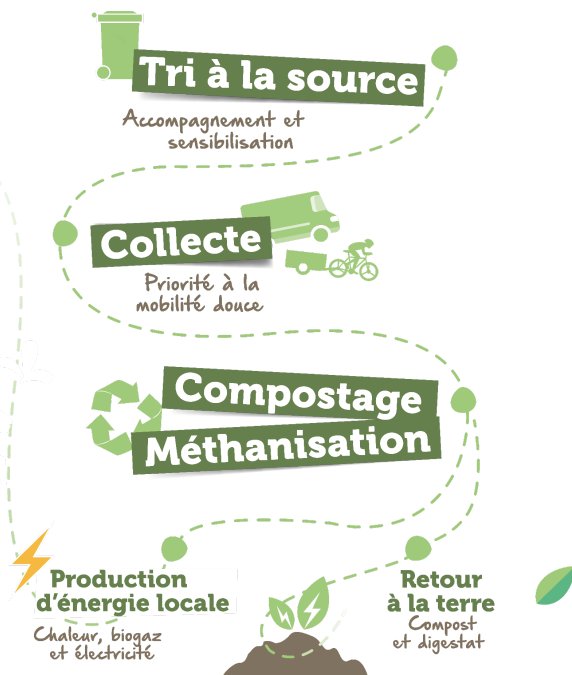 Tri à la source
Accompagnement et
sensibilisation
Collecte
Priorité à la
mobilité douce
Compostage
Méthanisation
Production
d'énergie locale
Chaleur, biogaz
et électricité
Retour
à la terre
Compost
et digestat